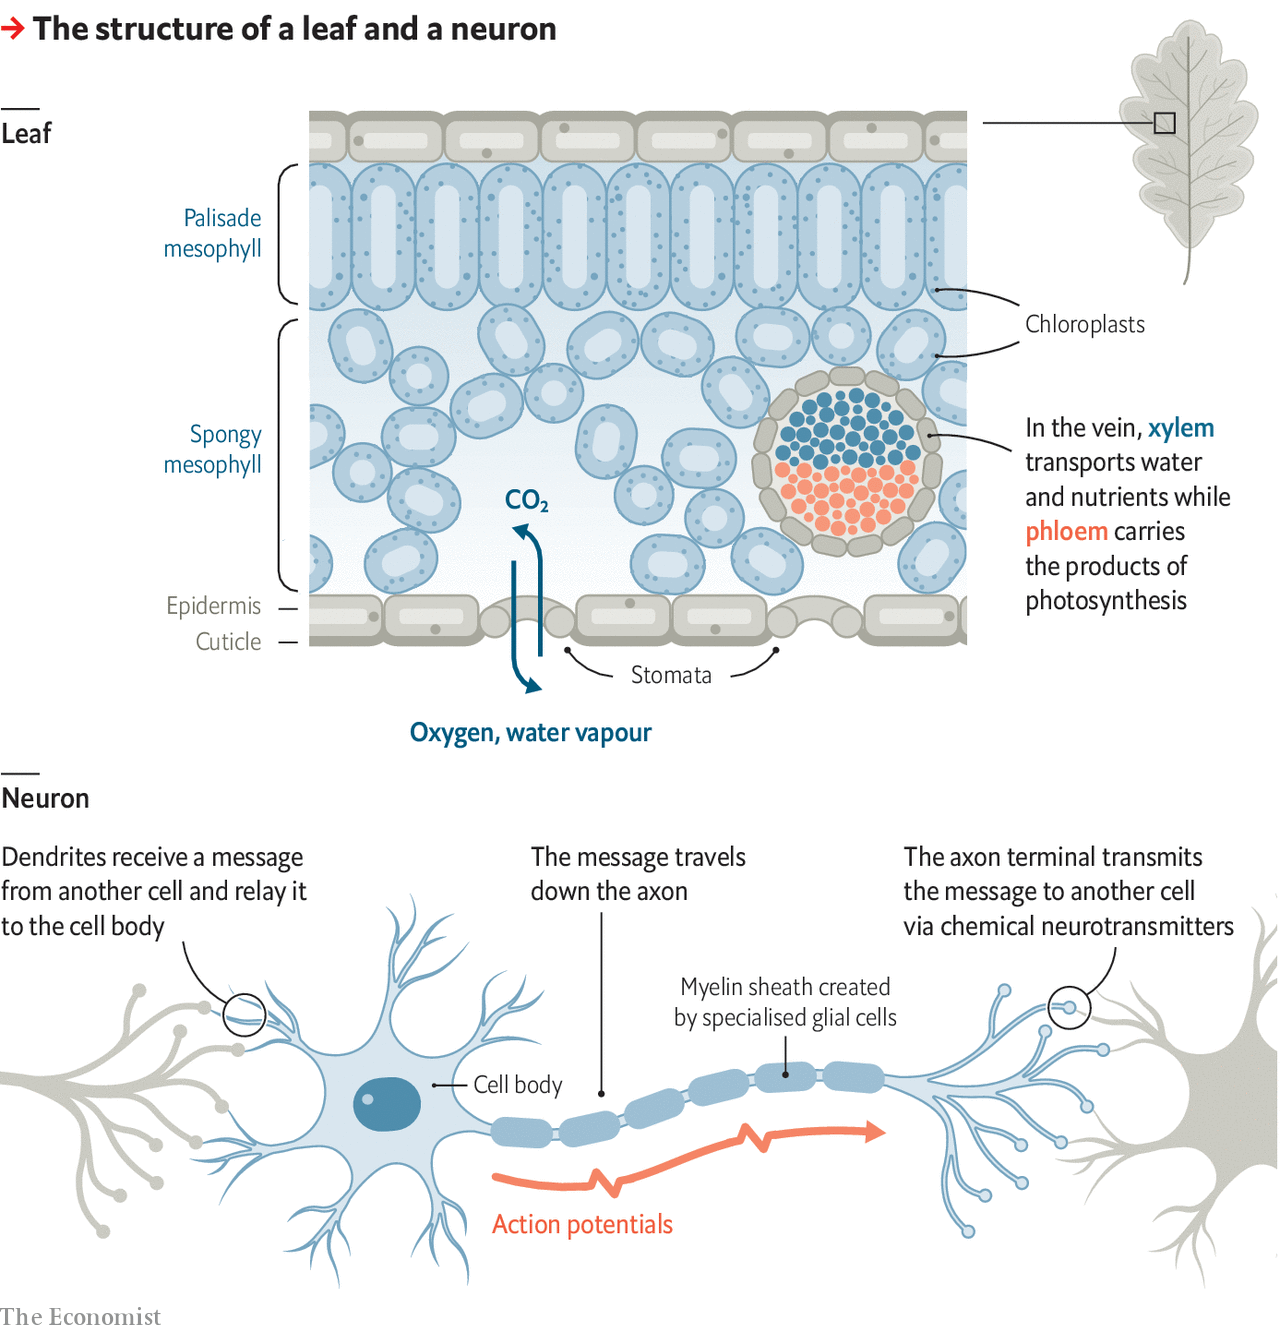 → The structure of a leaf and a neuron
Leaf
Palisade
mesophyll
Chloroplasts
Spongy
mesophyll
In the vein, xylem
transports water
and nutrients while
phloem carries
the products of
photosynthesis
CO₂
Epidermis
Cuticle
Stomata
Oxygen, water vapour
Neuron
Dendrites receive a message
from another cell and relay it
to the cell body
The message travels
down the axon
The axon terminal transmits
the message to another cell
via chemical neurotransmitters
Myelin sheath created
by specialised glial cells
Cell body
Action potentials
The Economist